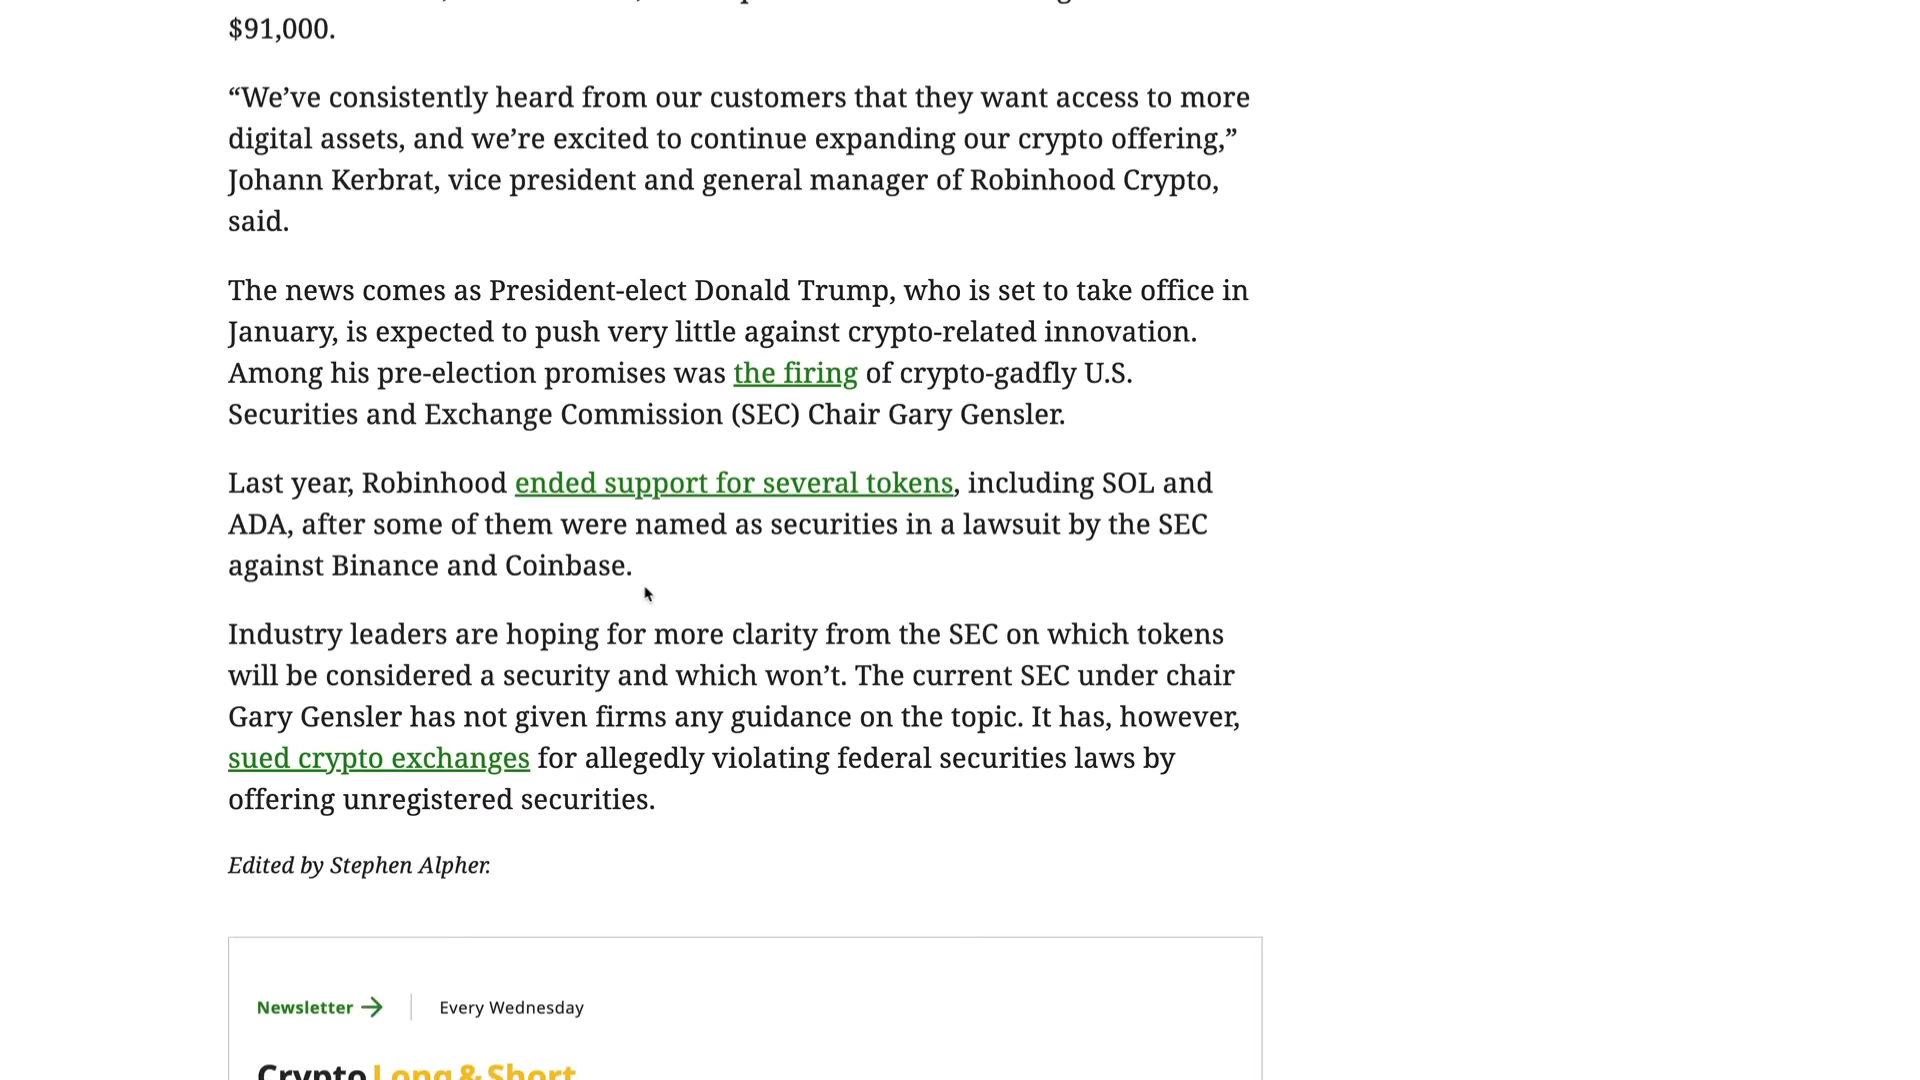 $91,000.
“We’ve consistently heard from our customers that they want access to more
digital assets, and we’re excited to continue expanding our crypto offering,”
Johann Kerbrat, vice president and general manager of Robinhood Crypto,
said.
The news comes as President-elect Donald Trump, who is set to take office in
January, is expected to push very little against crypto-related innovation.
Among his pre-election promises was the firing of crypto-gadfly U.S.
Securities and Exchange Commission (SEC) Chair Gary Gensler.
Last year, Robinhood ended support for several tokens, including SOL and
ADA, after some of them were named as securities in a lawsuit by the SEC
against Binance and Coinbase.
Industry leaders are hoping for more clarity from the SEC on which tokens
will be considered a security and which won’t. The current SEC under chair
Gary Gensler has not given firms any guidance on the topic. It has, however,
sued crypto exchanges for allegedly violating federal securities laws by
offering unregistered securities.
Edited by Stephen Alpher.
Newsletter → | Every Wednesday
Crypto Long & Short